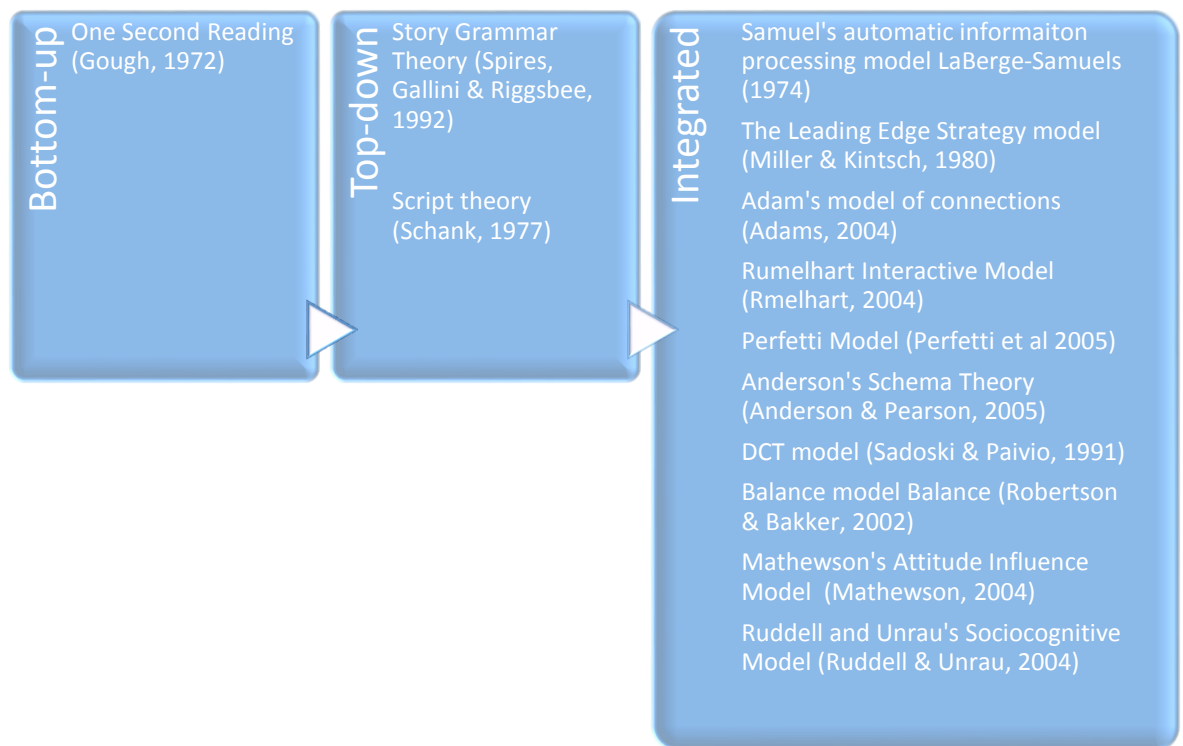 Bottom-up
One Second Reading
(Gough, 1972)
Top-down
Story Grammar
Theory (Spires,
Gallini & Riggsbee,
1992)
Script theory
(Schank, 1977)
Integrated
Samuel's automatic informaiton
processing model LaBerge-Samuels
(1974)
The Leading Edge Strategy model
(Miller & Kintsch, 1980)
Adam's model of connections
(Adams, 2004)
Rumelhart Interactive Model
(Rmelhart, 2004)
Perfetti Model (Perfetti et al 2005)
Anderson's Schema Theory
(Anderson & Pearson, 2005)
DCT model (Sadoski & Paivio, 1991)
Balance model Balance (Robertson
& Bakker, 2002)
Mathewson's Attitude Influence
Model  (Mathewson, 2004)
Ruddell and Unrau's Sociocognitive
Model (Ruddell & Unrau, 2004)